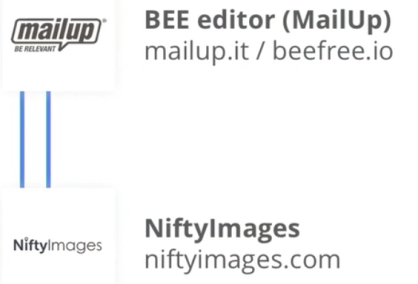 mailup®
BE RELEVANT
BEE editor (MailUp)
mailup.it / beefree.io
NiftyImages
NiftyImages
niftyimages.com